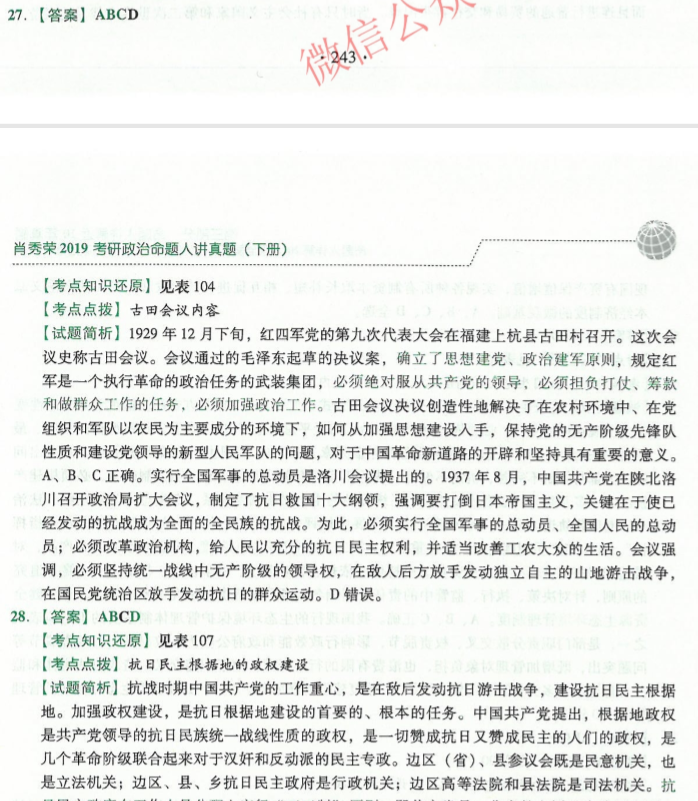 27. 【答案】ABCD
微信公众
· 243 ·
肖秀荣 2019 考研政治命题人讲真题（下册）
【考点知识还原】见表 104
【考点点拨】古田会议内容
【试题简析】1929 年 12 月下旬，红四军党的第九次代表大会在福建上杭县古田村召开。这次会
议史称古田会议。会议通过的毛泽东起草的决议案，确立了思想建党、政治建军原则，规定红
军是一个执行革命的政治任务的武装集团，必须绝对服从共产党的领导，必须担负打仗、筹款
和做群众工作的任务，必须加强政治工作。古田会议决议创造性地解决了在农村环境中、在党
组织和军队以农民为主要成分的环境下，如何从加强思想建设入手，保持党的无产阶级先锋队
性质和建设党领导的新型人民军队的问题，对于中国革命新道路的开辟和坚持具有重要的意义。
A、B、C 正确。实行全国军事的总动员是洛川会议提出的。1937 年 8 月，中国共产党在陕北洛
川召开政治局扩大会议，制定了抗日救国十大纲领，强调要打倒日本帝国主义，关键在于使已
经发动的抗战成为全面的全民族的抗战。为此，必须实行全国军事的总动员、全国人民的总动
员；必须改革政治机构，给人民以充分的抗日民主权利，并适当改善工农大众的生活。会议强
调，必须坚持统一战线中无产阶级的领导权，在敌人后方放手发动独立自主的山地游击战争，
在国民党统治区放手发动抗日的群众运动。D 错误。
28. 【答案】ABCD
【考点知识还原】见表 107
【考点点拨】抗日民主根据地的政权建设
【试题简析】抗战时期中国共产党的工作重心，是在敌后发动抗日游击战争，建设抗日民主根据
地。加强政权建设，是抗日根据地建设的首要的、根本的任务。中国共产党提出，根据地政权
是共产党领导的抗日民族统一战线性质的政权，是一切赞成抗日又赞成民主的人们的政权，是
几个革命阶级联合起来对于汉奸和反动派的民主专政。边区（省）、县参议会既是民意机关，也
是立法机关；边区、县、乡抗日民主政府是行政机关；边区高等法院和县法院是司法机关。抗